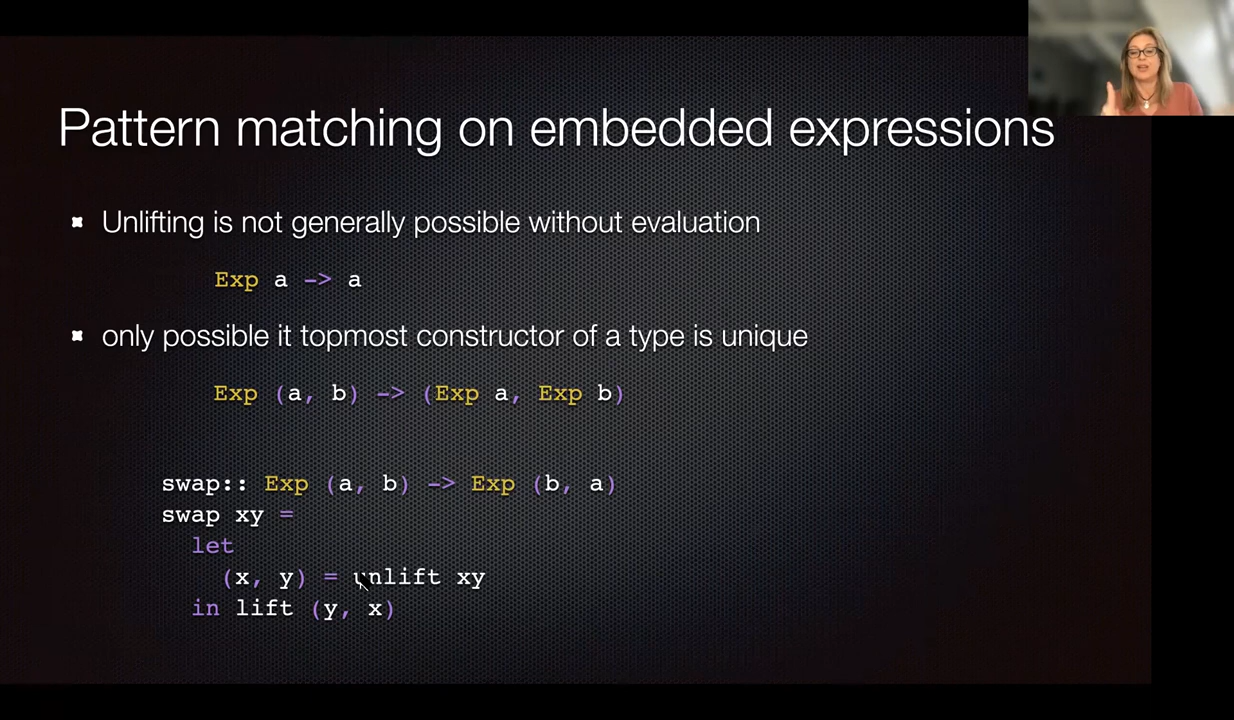 Pattern matching on embedded expressions
Unlifting is not generally possible without evaluation
Exp a -> a
only possible it topmost constructor of a type is unique
Exp (a, b) -> (Exp a, Exp b)
swap:: Exp (a, b) -> Exp (b, a)
swap xy =
let
(x, y) = unlift xy
in lift (y, x)